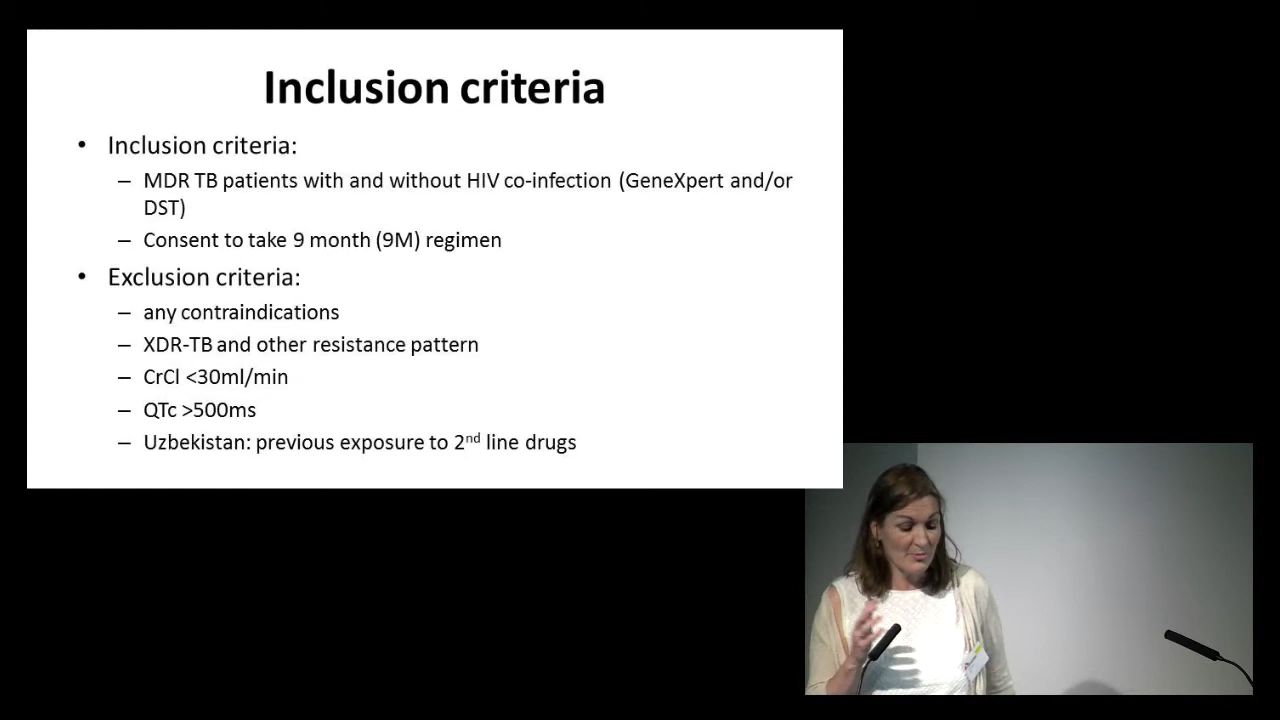 Inclusion criteria
• Inclusion criteria:
– MDR TB patients with and without HIV co-infection (GeneXpert and/or
DST)
– Consent to take 9 month (9M) regimen
• Exclusion criteria:
– any contraindications
– XDR-TB and other resistance pattern
– CrCl <30ml/min
– QTc >500ms
– Uzbekistan: previous exposure to 2nd line drugs